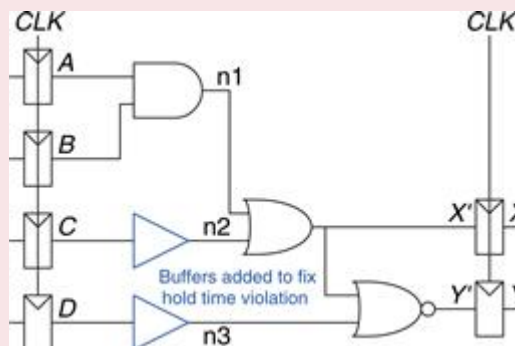 CLK
CLK
A
n1
B
C
n2
X'
X
Buffers added to fix
hold time violation
D
n3
Y'
Y